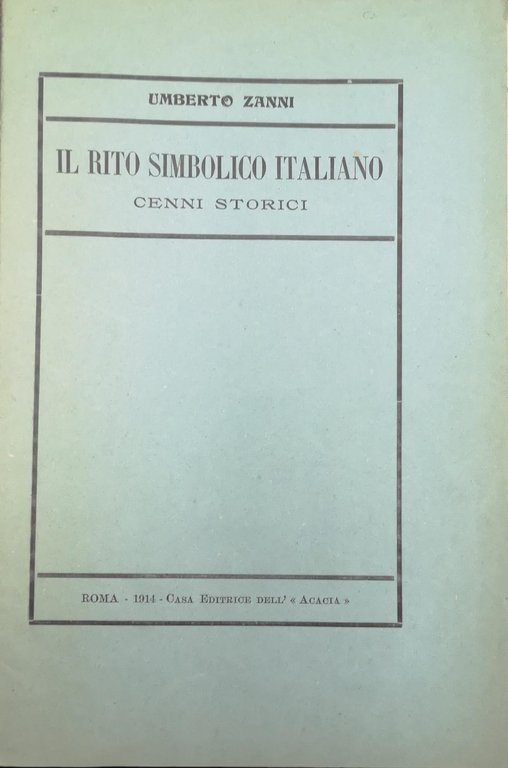 UMBERTO ZANNI
IL RITO SIMBOLICO ITALIANO
CENNI STORICI
ROMA - 1914 - CASA EDITRICE DELL' « ACACIA »